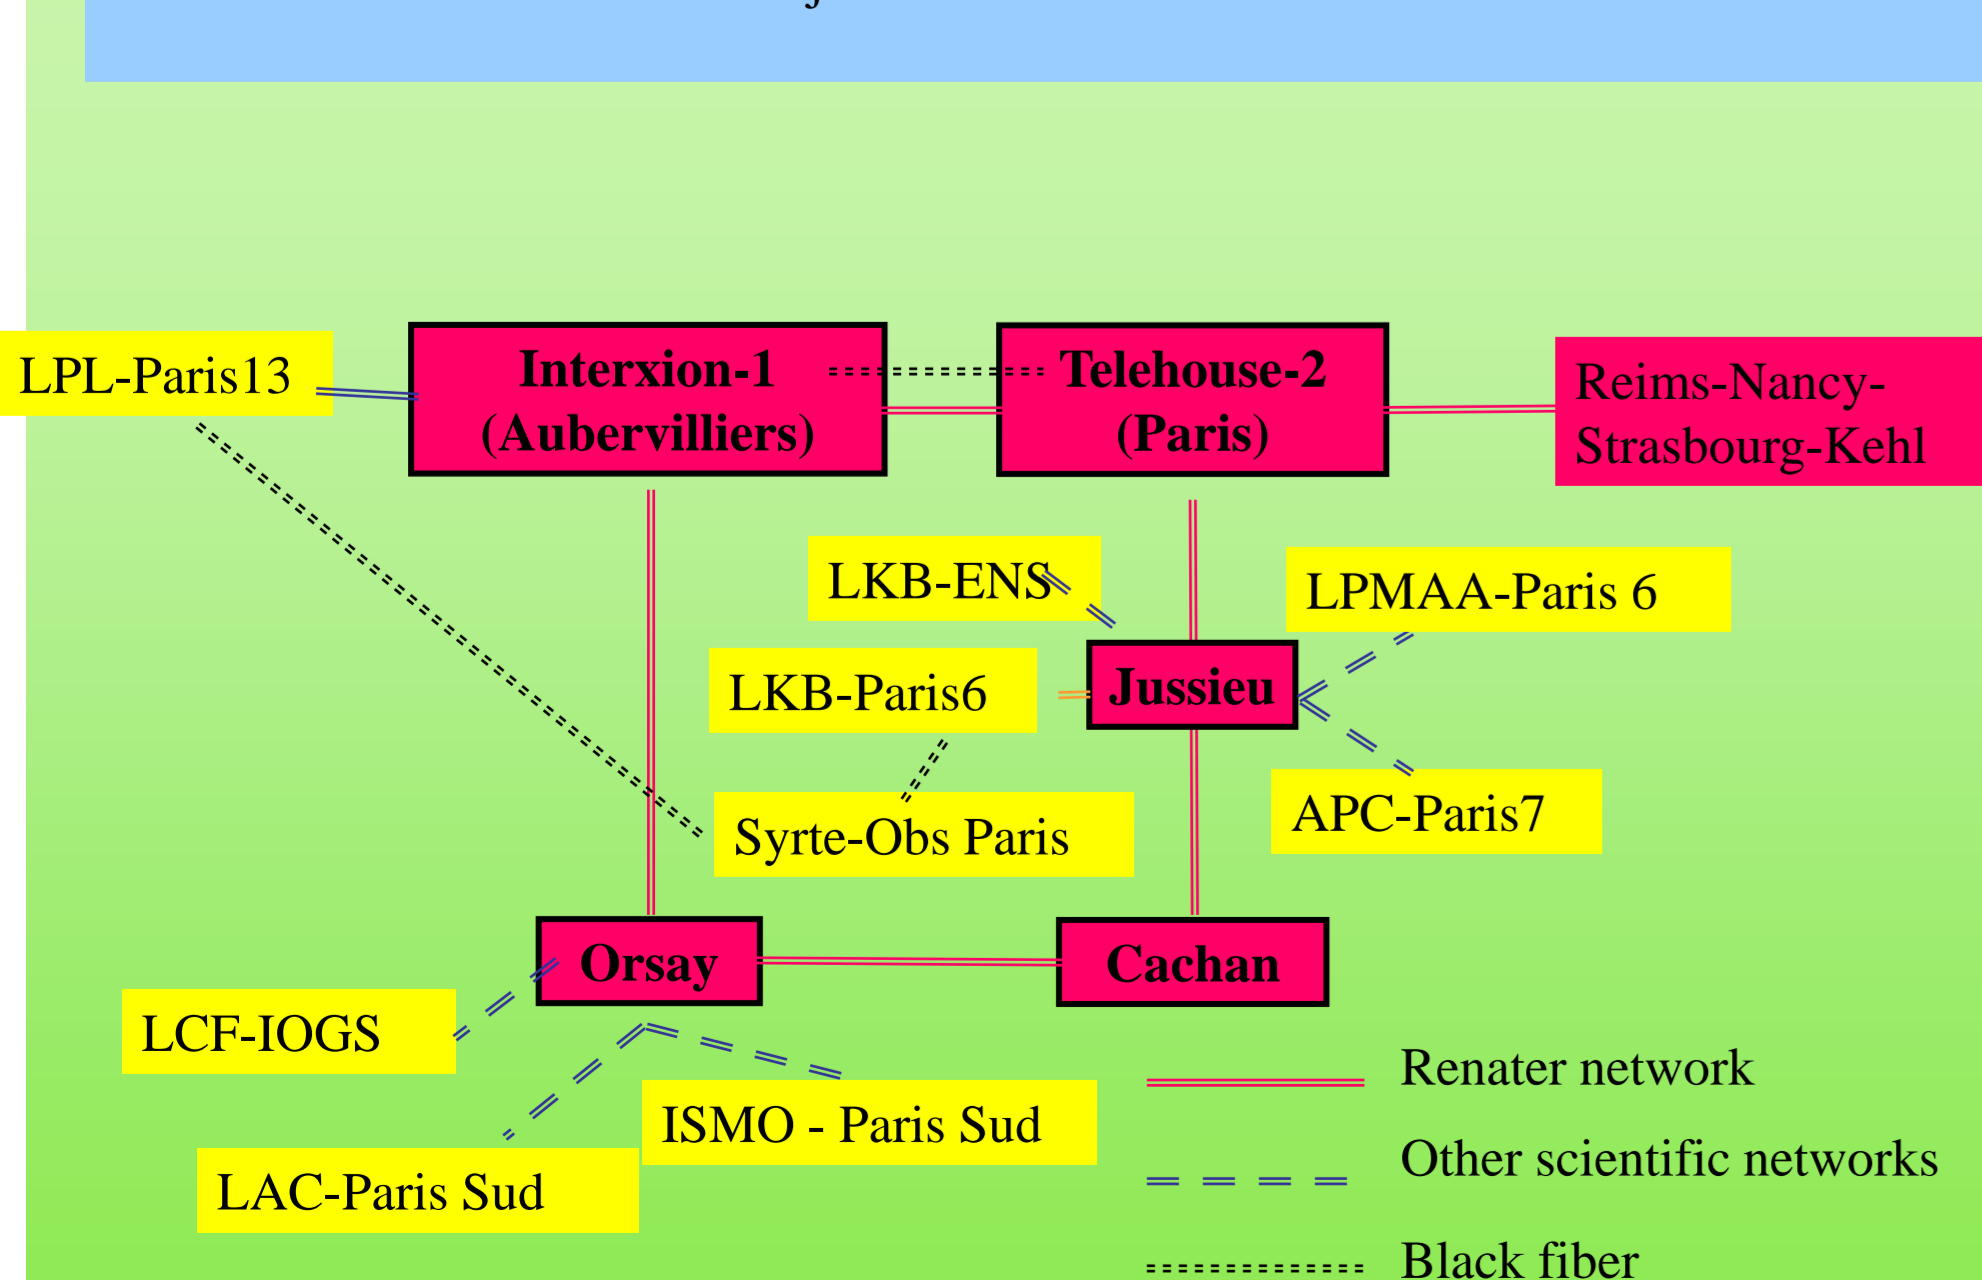 LPL-Paris13
Interxion-1
(Aubervilliers)
Telehouse-2
(Paris)
Reims-Nancy-
Strasbourg-Kehl
LKB-ENS
LPMAA-Paris 6
LKB-Paris6
Jussieu
APC-Paris7
Syrte-Obs Paris
Orsay
Cachan
LCF-IOGS
ISMO - Paris Sud
LAC-Paris Sud
Renater network
Other scientific networks
Black fiber